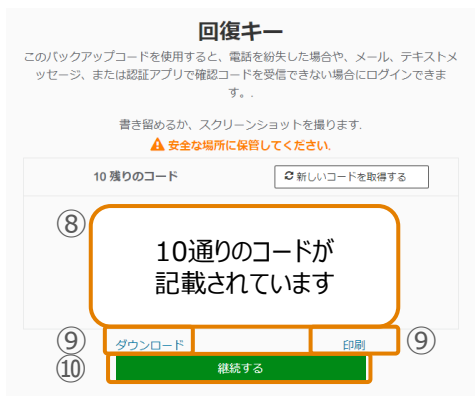 回復キー
このバックアップコードを使用すると、電話を紛失した場合や、メール、テキストメ
ッセージ、または認証アプリで確認コードを受信できない場合にログインできま
す。.
書き留めるか、スクリーンショットを撮ります.
安全な場所に保管してください.
10 残りのコード 新しいコードを取得する
⑧
10通りのコードが
記載されています
⑨ ダウンロード 印刷 ⑨
⑩ 継続する